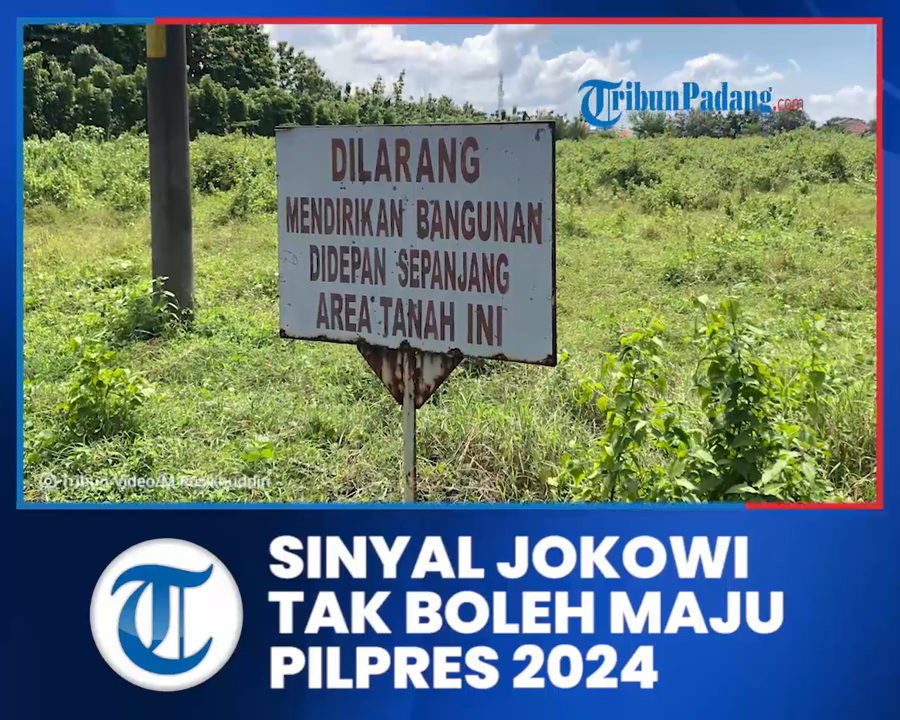 TribunPadang.com
DILARANG
MENDIRIKAN BANGUNAN
DIDEPAN SEPANJANG
AREA TANAH INI
SINYAL JOKOWI
TAK BOLEH MAJU
PILPRES 2024